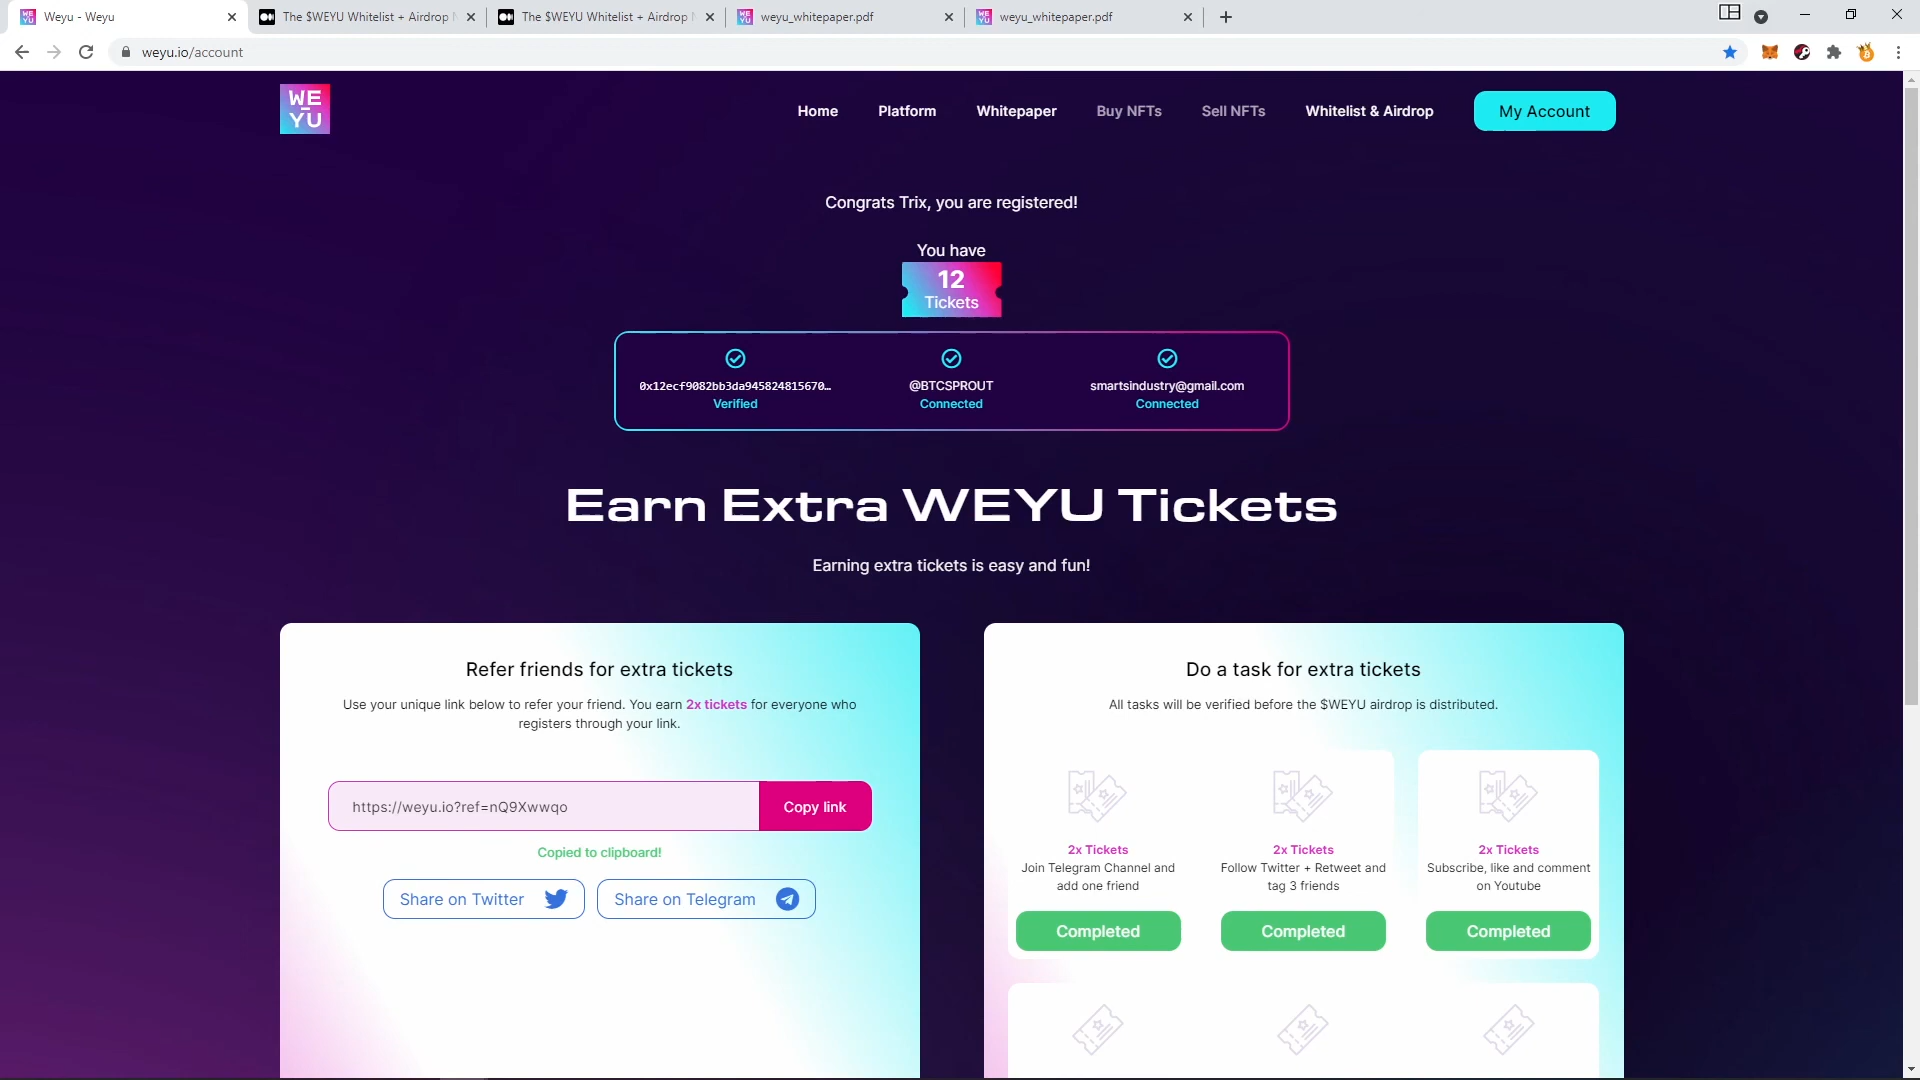 Weyu - Weyu
The $WEYU Whitelist + Airdrop
The $WEYU Whitelist + Airdrop
weyu_whitepaper.pdf
weyu_whitepaper.pdf
weyu.io/account
WE
YU
Home
Platform
Whitepaper
Buy NFTs
Sell NFTs
Whitelist & Airdrop
My Account
Congrats Trix, you are registered!
You have
12
Tickets
0x12ecf9082bb3da945824815670…
Verified
@BTCSPROUT
Connected
smartsindustry@gmail.com
Connected
Earn Extra WEYU Tickets
Earning extra tickets is easy and fun!
Refer friends for extra tickets
Use your unique link below to refer your friend. You earn 2x tickets for everyone who
registers through your link.
https://weyu.io?ref=nQ9Xwwqo
Copy link
Copied to clipboard!
Share on Twitter
Share on Telegram
Do a task for extra tickets
All tasks will be verified before the $WEYU airdrop is distributed.
2x Tickets
Join Telegram Channel and
add one friend
Completed
2x Tickets
Follow Twitter + Retweet and
tag 3 friends
Completed
2x Tickets
Subscribe, like and comment
on Youtube
Completed